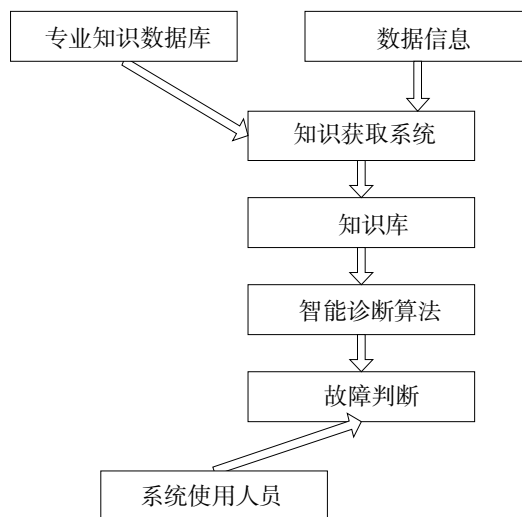 专业知识数据库
数据信息
知识获取系统
知识库
智能诊断算法
故障判断
系统使用人员